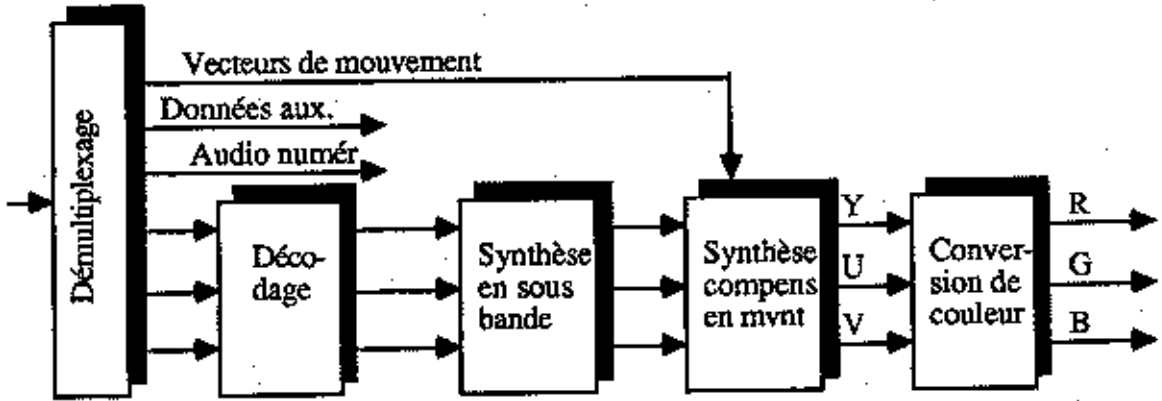 Démultiplexage
Vecteurs de mouvement
Données aux.
Audio numér
Déco-
dage
Synthèse
en sous
bande
Synthèse
compens
en mvnt
Y
U
V
Conver-
sion de
couleur
R
G
B